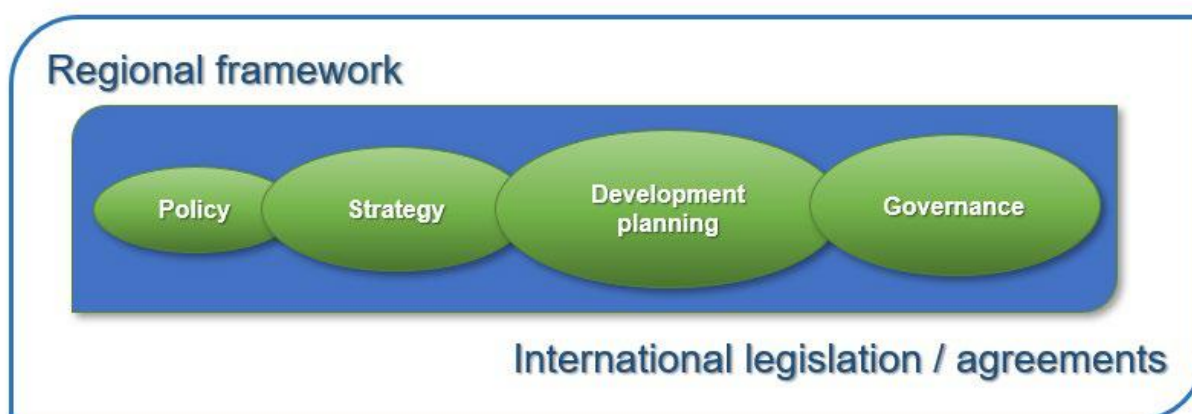 Regional framework
Policy
Strategy
Development
planning
Governance
International legislation / agreements